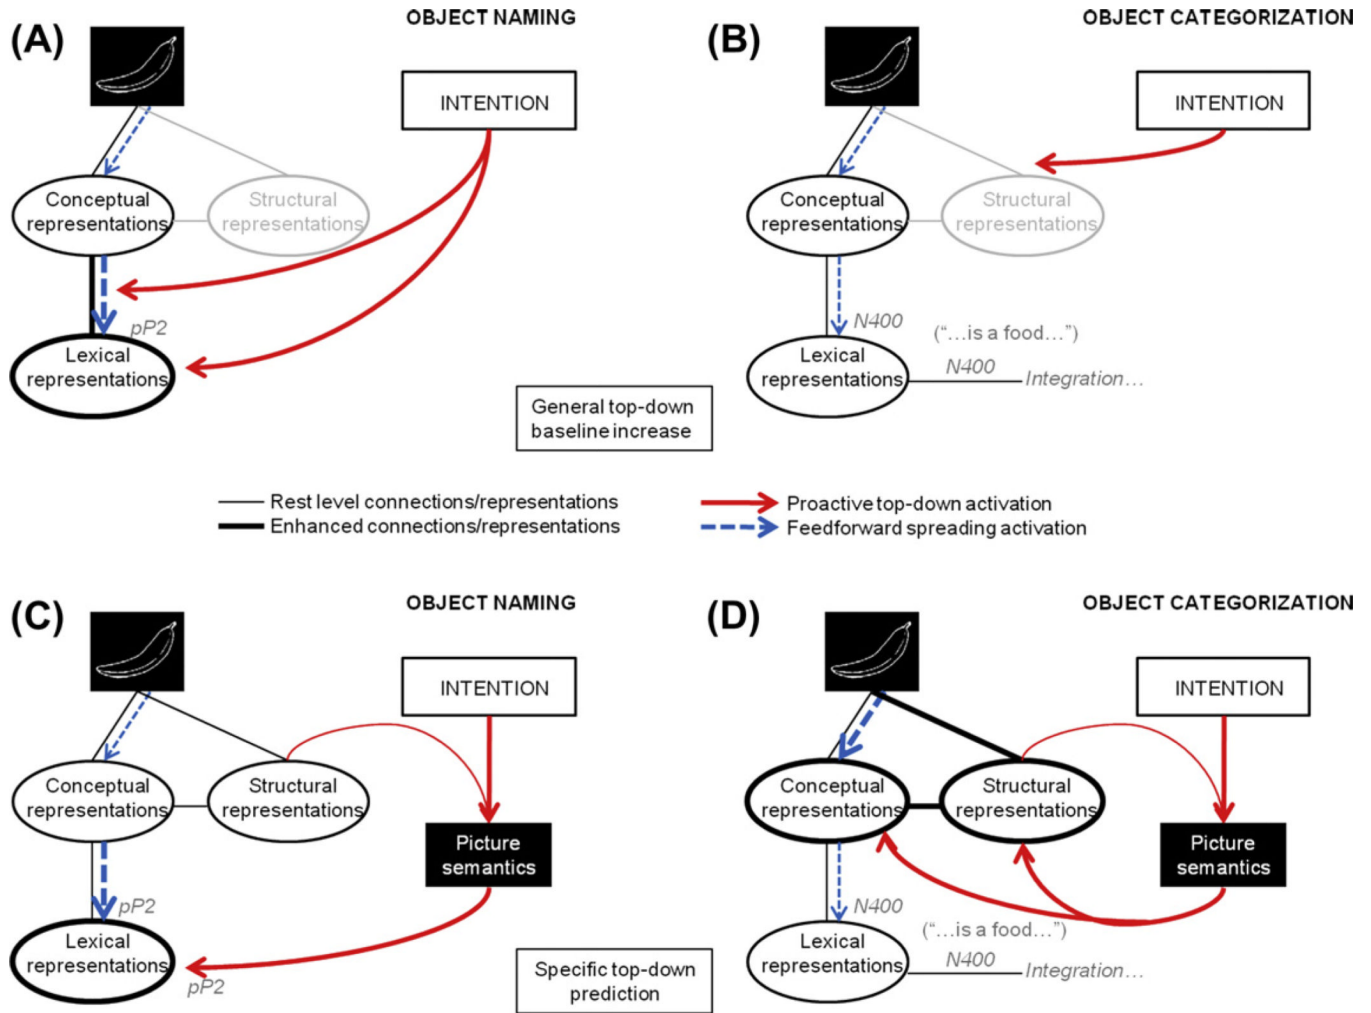 (A)
OBJECT NAMING
INTENTION
Conceptual
representations
Structural
representations
pP2
Lexical
representations
(B)
OBJECT CATEGORIZATION
INTENTION
Conceptual
representations
Structural
representations
N400
("...is a food...")
Lexical
representations
N400
Integration...
General top-down
baseline increase
Rest level connections/representations
Enhanced connections/representations
Proactive top-down activation
Feedforward spreading activation
(C)
OBJECT NAMING
INTENTION
Conceptual
representations
Structural
representations
Picture
semantics
pP2
Lexical
representations
pP2
(D)
OBJECT CATEGORIZATION
INTENTION
Conceptual
representations
Structural
representations
Picture
semantics
N400
("...is a food...")
Lexical
representations
N400
Integration...
Specific top-down
prediction